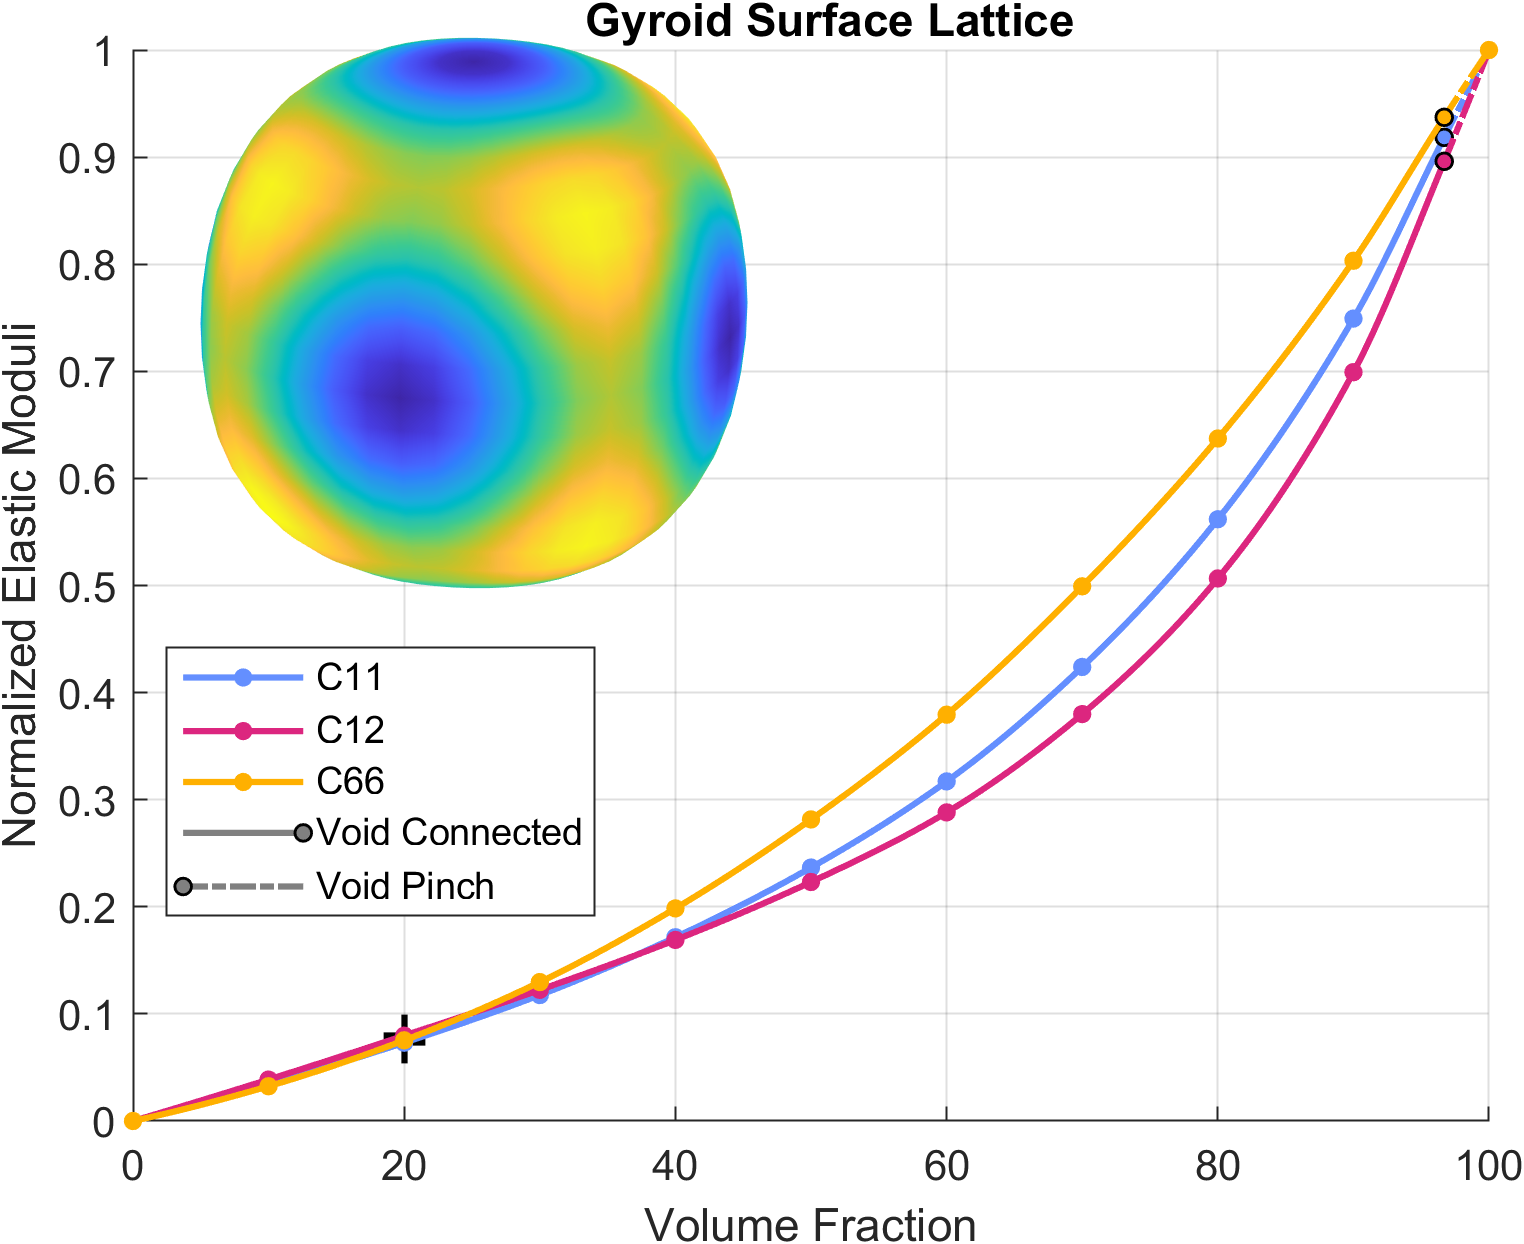 Gyroid Surface Lattice
Normalized Elastic Moduli
1
0.9
0.8
0.7
0.6
0.5
0.4
0.3
0.2
0.1
0
C11
C12
C66
Void Connected
Void Pinch
0 20 40 60 80 100
Volume Fraction